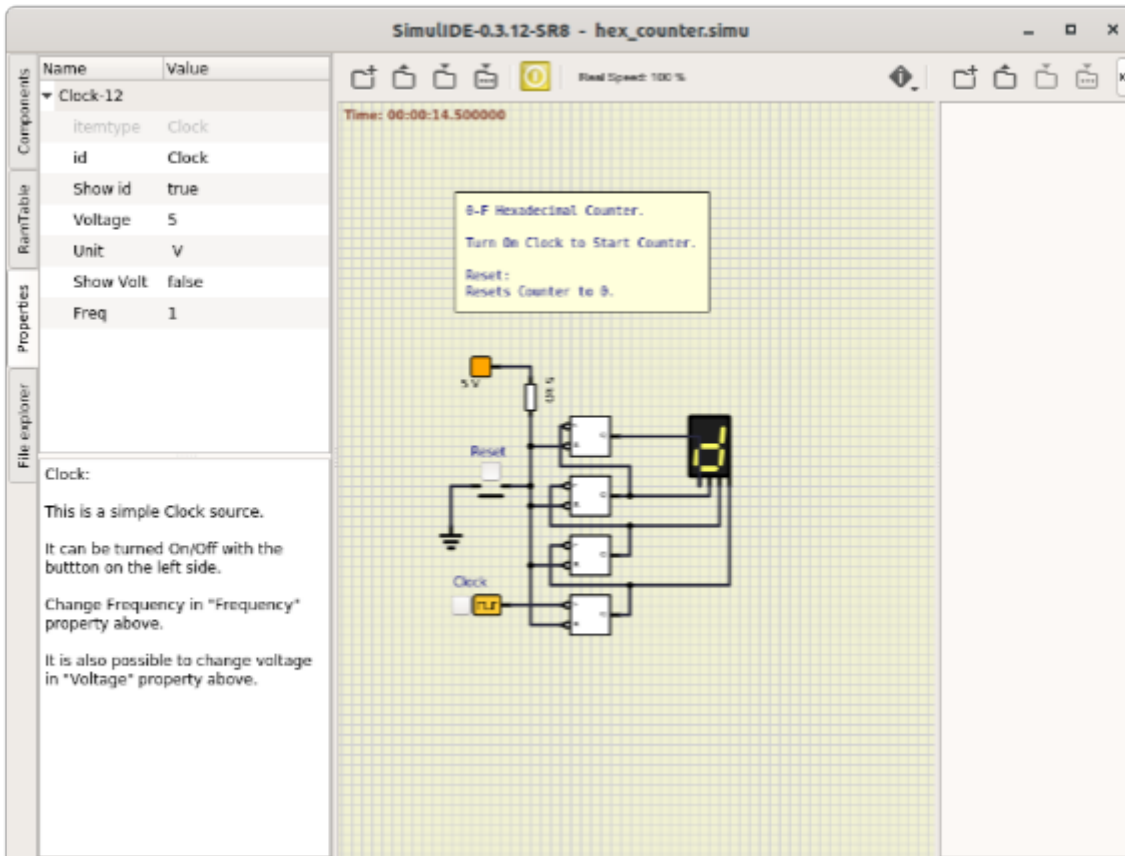 SimulIDE-0.3.12-SR8 - hex_counter.simu
Components
RamTable
Properties
File explorer
Name Value
Clock-12
itemtype Clock
id Clock
Show id true
Voltage 5
Unit V
Show Volt false
Freq 1
Clock:
This is a simple Clock source.
It can be turned On/Off with the
buttton on the left side.
Change Frequency in "Frequency"
property above.
It is also possible to change voltage
in "Voltage" property above.
Real Speed: 100 %
Time: 00:00:14.500000
0-F Hexadecimal Counter.
Turn On Clock to Start Counter.
Reset:
Resets Counter to 0.
5 V
Reset
d
Clock